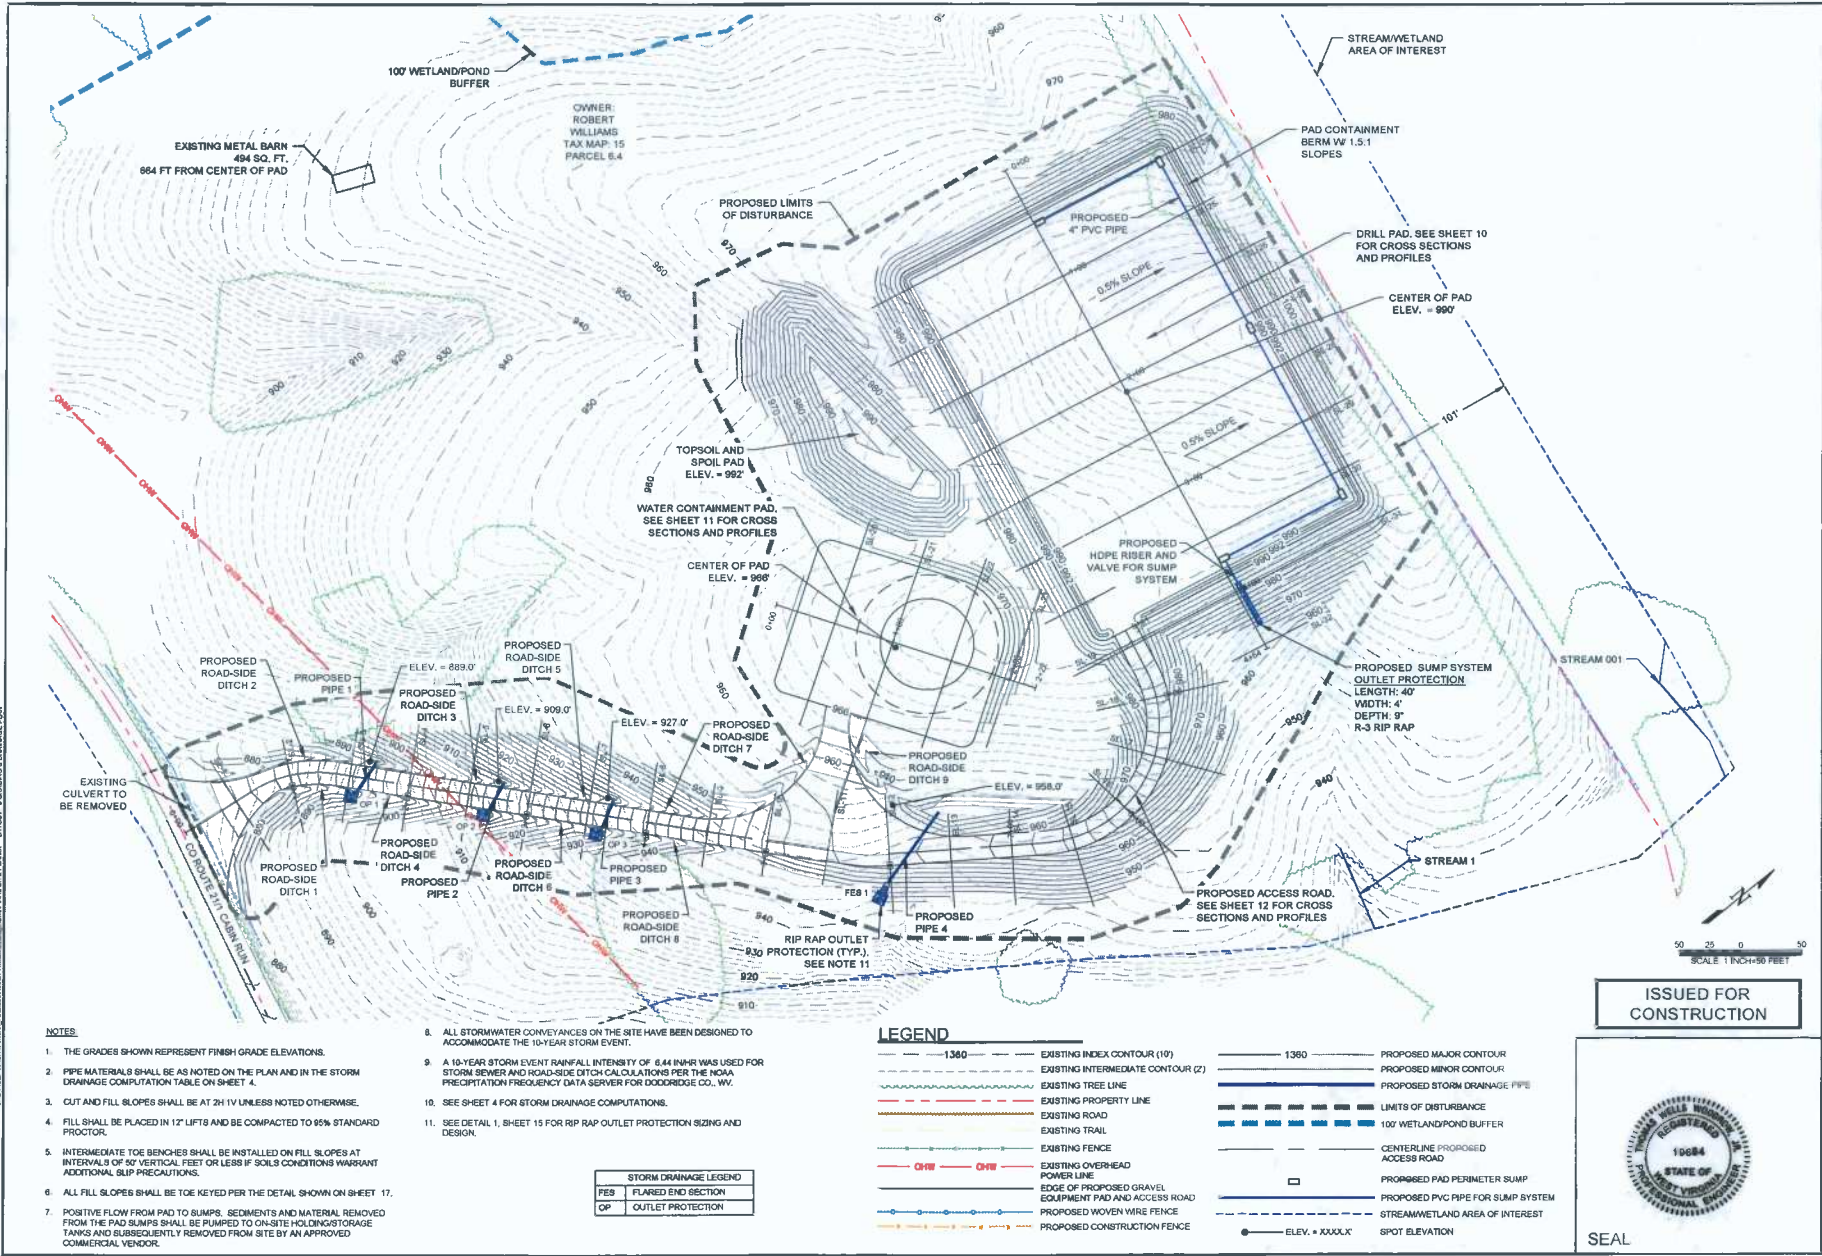 STREAM/WETLAND
AREA OF INTEREST
100' WETLAND/POND
BUFFER
OWNER:
ROBERT
WILLIAMS
TAX MAP: 15
PARCEL 6.4
EXISTING METAL BARN
494 SQ. FT.
664 FT FROM CENTER OF PAD
PAD CONTAINMENT
BERM W/ 1.5:1
SLOPES
PROPOSED LIMITS
OF DISTURBANCE
PROPOSED
4" PVC PIPE
DRILL PAD. SEE SHEET 10
FOR CROSS SECTIONS
AND PROFILES
0.5% SLOPE
CENTER OF PAD
ELEV. = 990'
0.5% SLOPE
101'
TOPSOIL AND
SPOIL PAD
ELEV. = 992'
WATER CONTAINMENT PAD.
SEE SHEET 11 FOR CROSS
SECTIONS AND PROFILES
CENTER OF PAD
ELEV. = 966'
PROPOSED
HDPE RISER AND
VALVE FOR SUMP
SYSTEM
PROPOSED SUMP SYSTEM
OUTLET PROTECTION
LENGTH: 40'
WIDTH: 4'
DEPTH: 9"
R-3 RIP RAP
STREAM 001
PROPOSED
ROAD-SIDE
DITCH 2
PROPOSED
PIPE 1
ELEV. = 889.0'
PROPOSED
ROAD-SIDE
DITCH 3
PROPOSED
ROAD-SIDE
DITCH 5
ELEV. = 909.0'
ELEV. = 927.0'
PROPOSED
ROAD-SIDE
DITCH 7
PROPOSED
ROAD-SIDE
DITCH 9
ELEV. = 958.0'
EXISTING
CULVERT TO
BE REMOVED
OP 1
OP 2
OP 3
PROPOSED
ROAD-SIDE
DITCH 1
PROPOSED
ROAD-SIDE
DITCH 4
PROPOSED
PIPE 2
PROPOSED
ROAD-SIDE
DITCH 6
PROPOSED
PIPE 3
PROPOSED
ROAD-SIDE
DITCH 8
FES 1
PROPOSED
PIPE 4
RIP RAP OUTLET
PROTECTION (TYP.).
SEE NOTE 11
PROPOSED ACCESS ROAD.
SEE SHEET 12 FOR CROSS
SECTIONS AND PROFILES
STREAM 1
CO ROUTE 21/1 CABIN RUN
50 25 0 50
SCALE: 1 INCH=50 FEET
ISSUED FOR
CONSTRUCTION
NOTES:
1. THE GRADES SHOWN REPRESENT FINISH GRADE ELEVATIONS.
2. PIPE MATERIALS SHALL BE AS NOTED ON THE PLAN AND IN THE STORM
DRAINAGE COMPUTATION TABLE ON SHEET 4.
3. CUT AND FILL SLOPES SHALL BE AT 2H:1V UNLESS NOTED OTHERWISE.
4. FILL SHALL BE PLACED IN 12" LIFTS AND BE COMPACTED TO 95% STANDARD
PROCTOR.
5. INTERMEDIATE TOE BENCHES SHALL BE INSTALLED ON FILL SLOPES AT
INTERVALS OF 50' VERTICAL FEET OR LESS IF SOILS CONDITIONS WARRANT
ADDITIONAL SLIP PRECAUTIONS.
6. ALL FILL SLOPES SHALL BE TOE KEYED PER THE DETAIL SHOWN ON SHEET 17.
7. POSITIVE FLOW FROM PAD TO SUMPS. SEDIMENTS AND MATERIAL REMOVED
FROM THE PAD SUMPS SHALL BE PUMPED TO ON-SITE HOLDING/STORAGE
TANKS AND SUBSEQUENTLY REMOVED FROM SITE BY AN APPROVED
COMMERCIAL VENDOR.
8. ALL STORMWATER CONVEYANCES ON THE SITE HAVE BEEN DESIGNED TO
ACCOMMODATE THE 10-YEAR STORM EVENT.
9. A 10-YEAR STORM EVENT RAINFALL INTENSITY OF 6.44 IN/HR WAS USED FOR
STORM SEWER AND ROAD-SIDE DITCH CALCULATIONS PER THE NOAA
PRECIPITATION FREQUENCY DATA SERVER FOR DODDRIDGE CO., WV.
10. SEE SHEET 4 FOR STORM DRAINAGE COMPUTATIONS.
11. SEE DETAIL 1, SHEET 15 FOR RIP RAP OUTLET PROTECTION SIZING AND
DESIGN.
STORM DRAINAGE LEGEND
FES FLARED END SECTION
OP OUTLET PROTECTION
LEGEND
1360 EXISTING INDEX CONTOUR (10')
EXISTING INTERMEDIATE CONTOUR (2')
EXISTING TREE LINE
EXISTING PROPERTY LINE
EXISTING ROAD
EXISTING TRAIL
EXISTING FENCE
OHW OHW EXISTING OVERHEAD
POWER LINE
EDGE OF PROPOSED GRAVEL
EQUIPMENT PAD AND ACCESS ROAD
PROPOSED WOVEN WIRE FENCE
PROPOSED CONSTRUCTION FENCE
1360 PROPOSED MAJOR CONTOUR
PROPOSED MINOR CONTOUR
PROPOSED STORM DRAINAGE PIPE
LIMITS OF DISTURBANCE
100' WETLAND/POND BUFFER
CENTERLINE PROPOSED
ACCESS ROAD
PROPOSED PAD PERIMETER SUMP
PROPOSED PVC PIPE FOR SUMP SYSTEM
STREAM/WETLAND AREA OF INTEREST
ELEV. = XXXX.X' SPOT ELEVATION
REGISTERED
19684
STATE OF
WEST VIRGINIA
PROFESSIONAL ENGINEER
SEAL